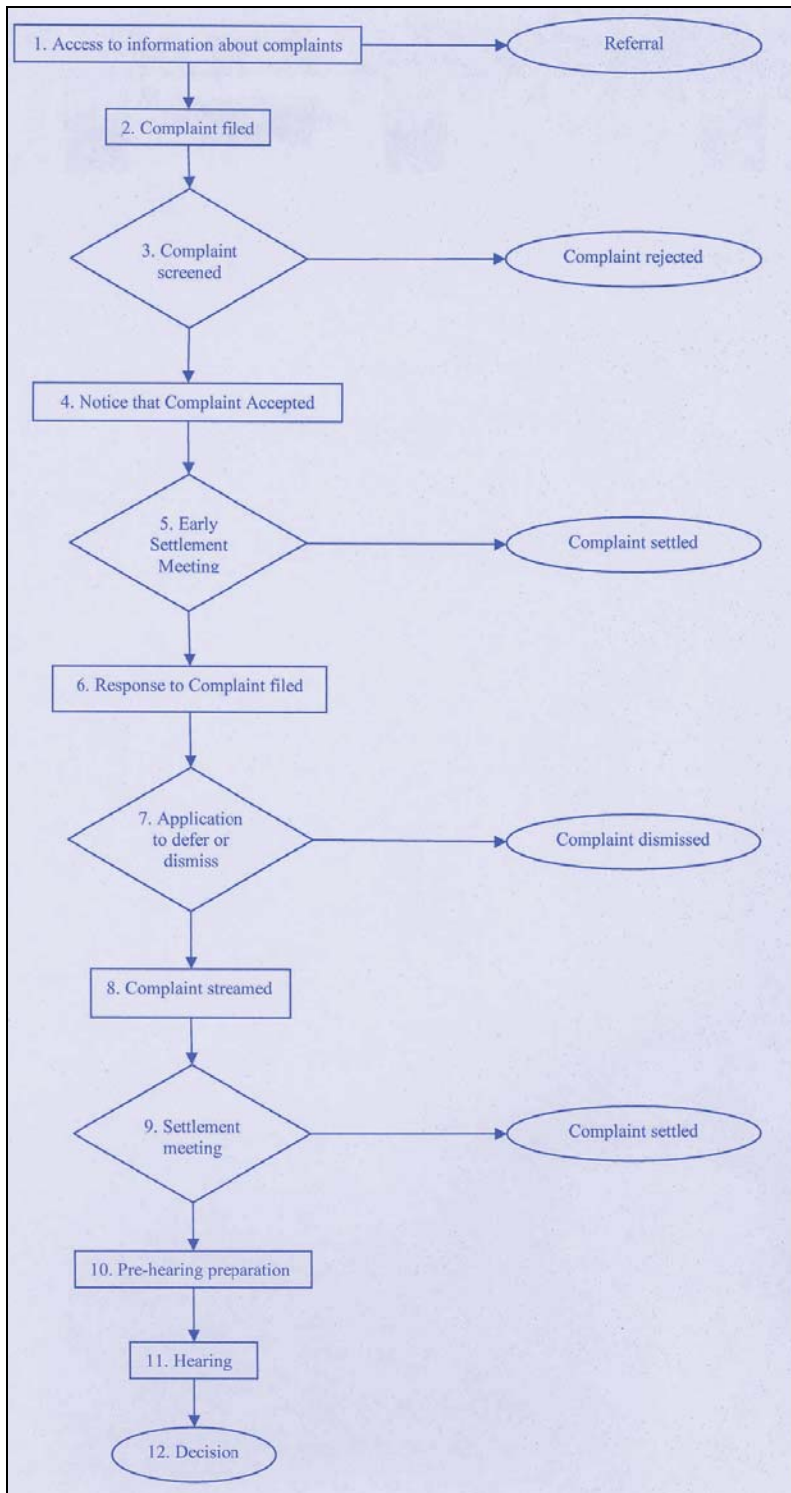 1. Access to information about complaints
Referral
2. Complaint filed
3. Complaint
screened
Complaint rejected
4. Notice that Complaint Accepted
5. Early
Settlement
Meeting
Complaint settled
6. Response to Complaint filed
7. Application
to defer or
dismiss
Complaint dismissed
8. Complaint streamed
9. Settlement
meeting
Complaint settled
10. Pre-hearing preparation
11. Hearing
12. Decision